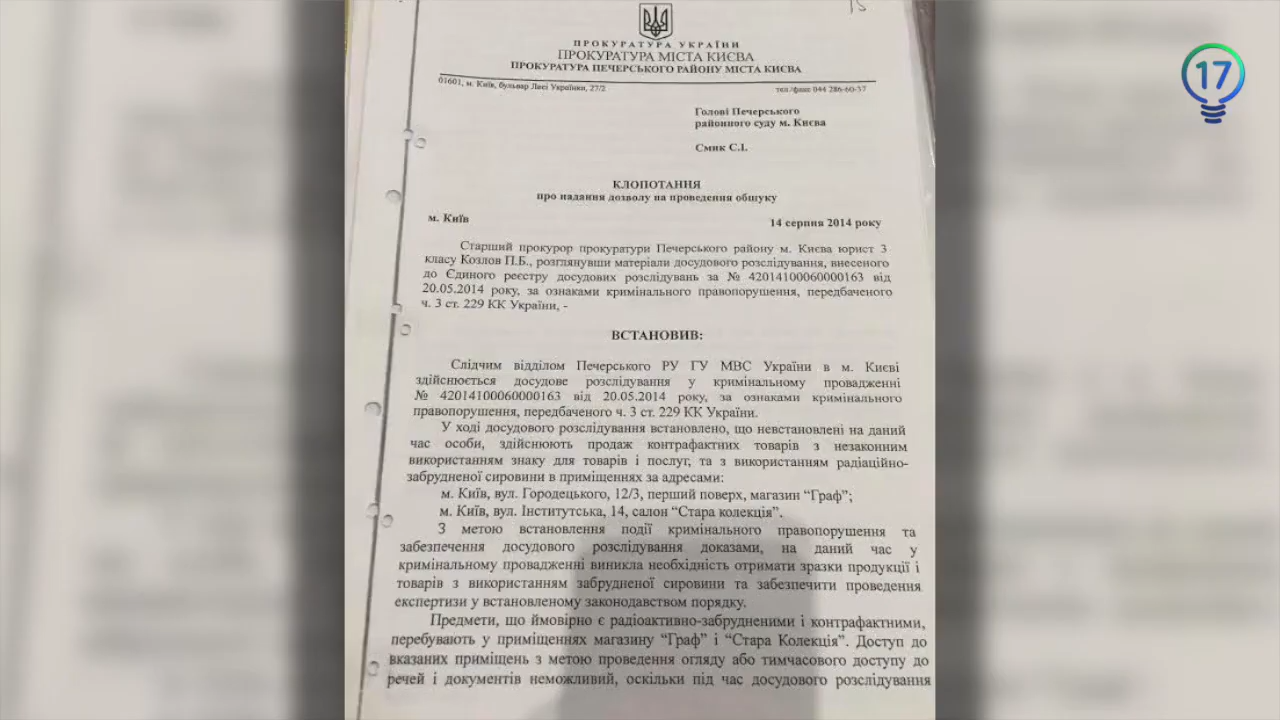 15
ПРОКУРАТУРА УКРАЇНИ
ПРОКУРАТУРА МІСТА КИЄВА
ПРОКУРАТУРА ПЕЧЕРСЬКОГО РАЙОНУ МІСТА КИЄВА
01601, м. Київ, бульвар Лесі Українки, 27/2 тел./факс 044 286-60-37
Голові Печерського
районного суду м. Києва
Смик С.І.
КЛОПОТАННЯ
про надання дозволу на проведення обшуку
м. Київ 14 серпня 2014 року
Старший прокурор прокуратури Печерського району м. Києва юрист 3
класу Козлов П.Б., розглянувши матеріали досудового розслідування, внесеного
до Єдиного реєстру досудових розслідувань за № 42014100060000163 від
20.05.2014 року, за ознаками кримінального правопорушення, передбаченого
ч. 3 ст. 229 КК України, -
ВСТАНОВИВ:
Слідчим відділом Печерського РУ ГУ МВС України в м. Києві
здійснюється досудове розслідування у кримінальному провадженні
№ 42014100060000163 від 20.05.2014 року, за ознаками кримінального
правопорушення, передбаченого ч. 3 ст. 229 КК України.
У ході досудового розслідування встановлено, що невстановлені на даний
час особи, здійснюють продаж контрафактних товарів з незаконним
використанням знаку для товарів і послуг, та з використанням радіаційно-
забрудненої сировини в приміщеннях за адресами:
м. Київ, вул. Городецького, 12/3, перший поверх, магазин “Граф”;
м. Київ, вул. Інститутська, 14, салон “Стара колекція”.
З метою встановлення події кримінального правопорушення та
забезпечення досудового розслідування доказами, на даний час у
кримінальному провадженні виникла необхідність отримати зразки продукції і
товарів з використанням забрудненої сировини та забезпечити проведення
експертизи у встановленому законодавством порядку.
Предмети, що ймовірно є радіоактивно-забрудненими і контрафактними,
перебувають у приміщеннях магазину “Граф” і “Стара Колекція”. Доступ до
вказаних приміщень з метою проведення огляду або тимчасового доступу до
речей і документів неможливий, оскільки під час досудового розслідування
17